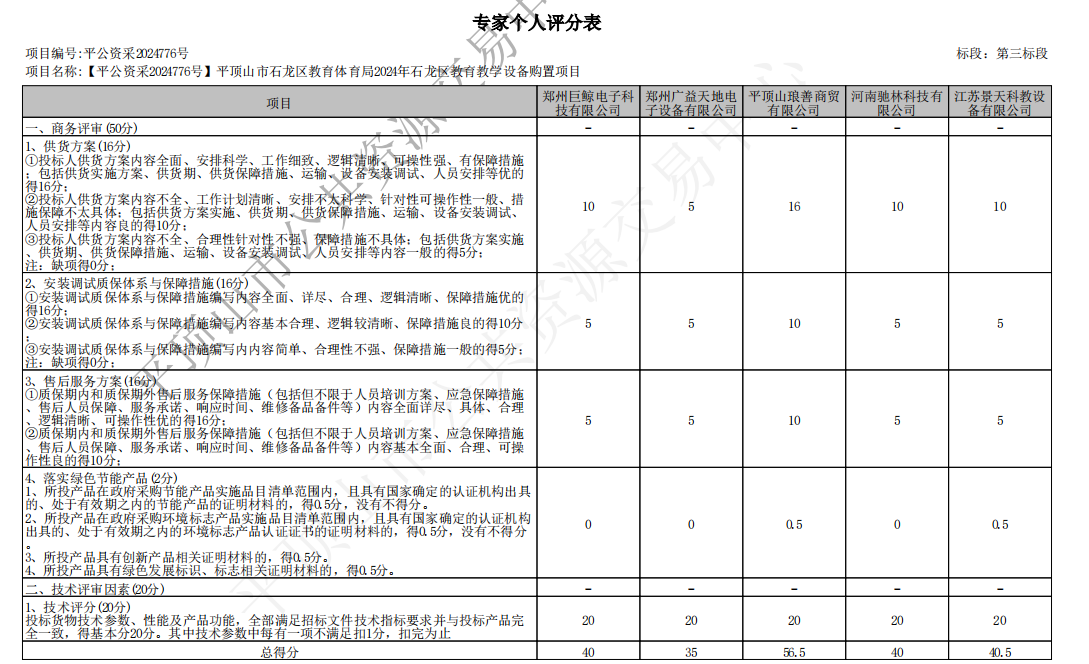 专家个人评分表
项目编号:平公资采2024776号
标段: 第三标段
项目名称:【平公资采2024776号】平顶山市石龙区教育体育局2024年石龙区教育教学设备购置项目
项目 郑州巨鲸电子科技有限公司 郑州广益天地电子设备有限公司 平顶山琅善商贸有限公司 河南驰林科技有限公司 江苏景天科教设备有限公司
一、商务评审(50分) - - - - -
1、供货方案(16分)
①投标人供货方案内容全面、安排科学、工作细致、逻辑清晰、可操性强、有保障措施
;包括供货实施方案、供货期、供货保障措施、运输、设备安装调试、人员安排等优的
得16分;
②投标人供货方案内容不全、工作计划清晰、安排不太科学、针对性可操作性一般、措
施保障不太具体;包括供货方案实施、供货期、供货保障措施、运输、设备安装调试、
人员安排等内容良的得10分;
③投标人供货方案内容不全、合理性针对性不强、保障措施不具体;包括供货方案实施
、供货期、供货保障措施、运输、设备安装调试、人员安排等内容一般的得5分;
注:缺项得0分;
10 5 16 10 10
2、安装调试质保体系与保障措施(16分)
①安装调试质保体系与保障措施编写内容全面、详尽、合理、逻辑清晰、保障措施优的
得16分;
②安装调试质保体系与保障措施编写内容基本合理、逻辑较清晰、保障措施良的得10分
;
③安装调试质保体系与保障措施编写内内容简单、合理性不强、保障措施一般的得5分;
注:缺项得0分;
5 5 10 5 5
3、售后服务方案(16分)
①质保期内和质保期外售后服务保障措施(包括但不限于人员培训方案、应急保障措施
、售后人员保障、服务承诺、响应时间、维修备品备件等)内容全面详尽、具体、合理
、逻辑清晰、可操作性优的得16分;
②质保期内和质保期外售后服务保障措施(包括但不限于人员培训方案、应急保障措施
、售后人员保障、服务承诺、响应时间、维修备品备件等)内容基本全面、合理、可操
作性良的得10分;
5 5 10 5 5
4、落实绿色节能产品(2分)
1、所投产品在政府采购节能产品实施品目清单范围内,且具有国家确定的认证机构出具
的、处于有效期之内的节能产品的证明材料的,得0.5分,没有不得分。
2、所投产品在政府采购环境标志产品实施品目清单范围内,且具有国家确定的认证机构
出具的、处于有效期之内的环境标志产品认证证书的证明材料的,得0.5分,没有不得分
。
3、所投产品具有创新产品相关证明材料的,得0.5分。
4、所投产品具有绿色发展标识、标志相关证明材料的,得0.5分。
0 0 0.5 0 0.5
二、技术评审因素(20分) - - - - -
1、技术评分(20分)
投标货物技术参数、性能及产品功能,全部满足招标文件技术指标要求并与投标产品完
全一致,得基本分20分。其中技术参数中每有一项不满足扣1分,扣完为止
20 20 20 20 20
总得分 40 35 56.5 40 40.5
平顶山市公共资源交易中
平顶山市公共资源交易中心